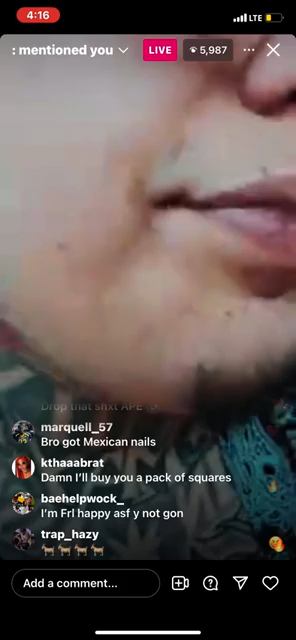 4:16
LTE
: mentioned you
LIVE
5,987
Drop that shxt APE
marquell_57
Bro got Mexican nails
kthaaabrat
Damn I'll buy you a pack of squares
baehelpwock_
I'm Frl happy asf y not gon
trap_hazy
Add a comment...